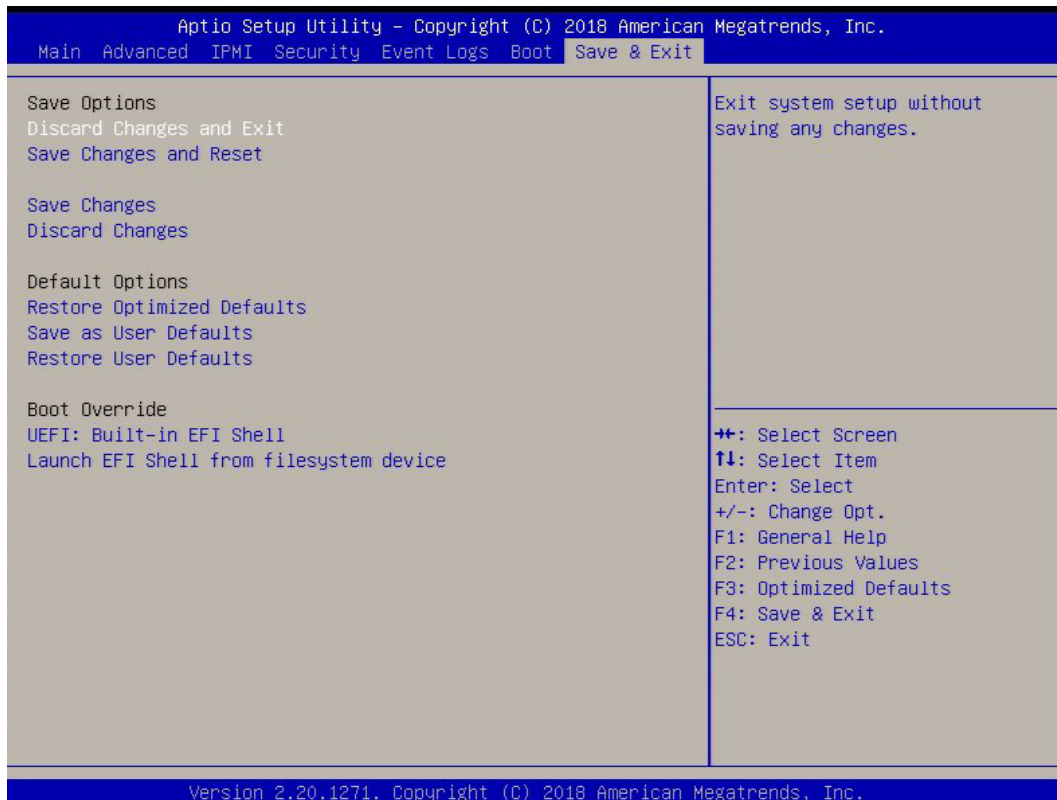 Aptio Setup Utility – Copyright (C) 2018 American Megatrends, Inc.
Main Advanced IPMI Security Event Logs Boot Save & Exit
Save Options
Discard Changes and Exit
Save Changes and Reset
Save Changes
Discard Changes
Default Options
Restore Optimized Defaults
Save as User Defaults
Restore User Defaults
Boot Override
UEFI: Built-in EFI Shell
Launch EFI Shell from filesystem device
Exit system setup without
saving any changes.
→←: Select Screen
↑↓: Select Item
Enter: Select
+/-: Change Opt.
F1: General Help
F2: Previous Values
F3: Optimized Defaults
F4: Save & Exit
ESC: Exit
Version 2.20.1271. Copyright (C) 2018 American Megatrends, Inc.